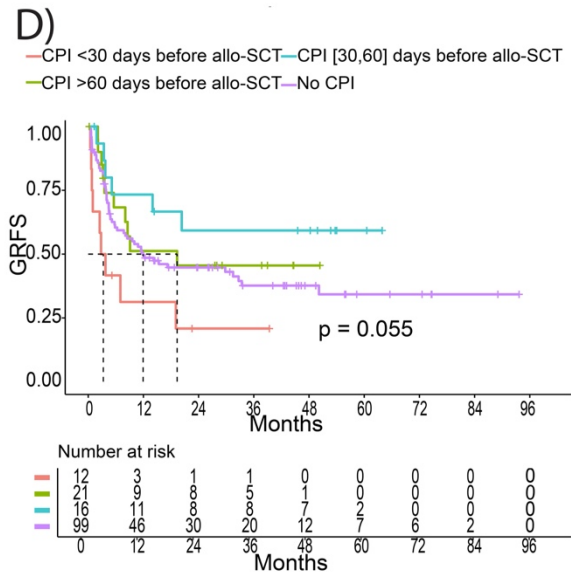 D)
CPI <30 days before allo-SCT CPI [30,60] days before allo-SCT
CPI >60 days before allo-SCT No CPI
1.00
0.75
0.50
0.25
0.00
GRFS
p = 0.055
0 12 24 36 48 60 72 84 96
Months
Number at risk
12 3 1 1 0 0 0 0 0
21 9 8 5 1 0 0 0 0
16 11 8 8 7 2 0 0 0
99 46 30 20 12 7 6 2 0
0 12 24 36 48 60 72 84 96
Months